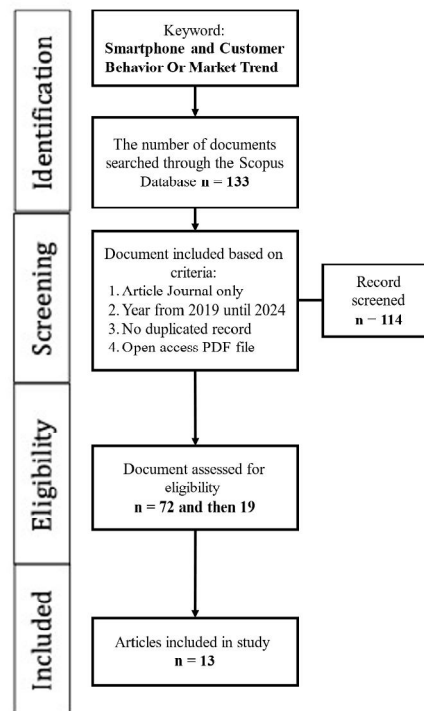 Identification
Keyword:
Smartphone and Customer
Behavior Or Market Trend
The number of documents
searched through the Scopus
Database n = 133
Screening
Document included based on
criteria:
1. Article Journal only
2. Year from 2019 until 2024
3. No duplicated record
4. Open access PDF file
Record
screened
n = 114
Eligibility
Document assessed for
eligibility
n = 72 and then 19
Included
Articles included in study
n = 13